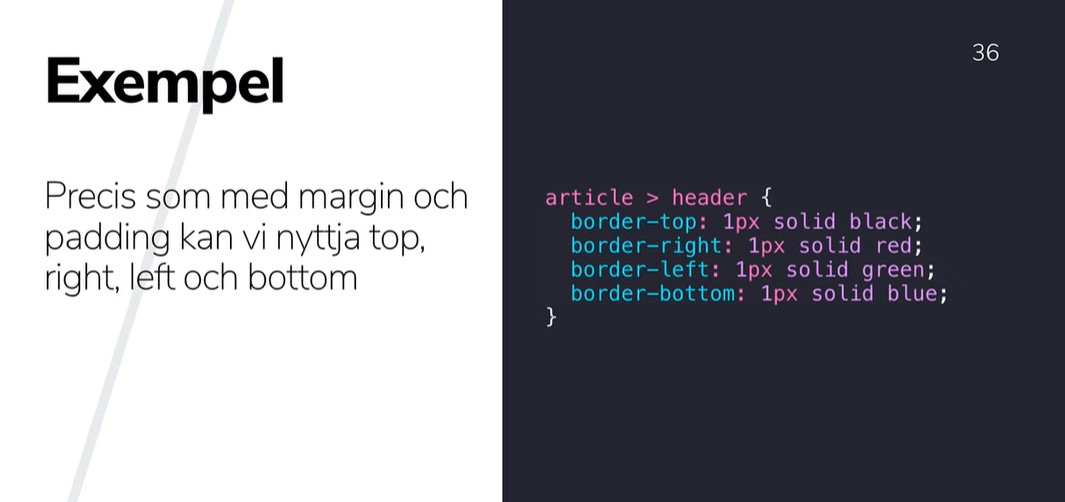 Exempel
Precis som med margin och
padding kan vi nyttja top,
right, left och bottom
36
article > header {
  border-top: 1px solid black;
  border-right: 1px solid red;
  border-left: 1px solid green;
  border-bottom: 1px solid blue;
}